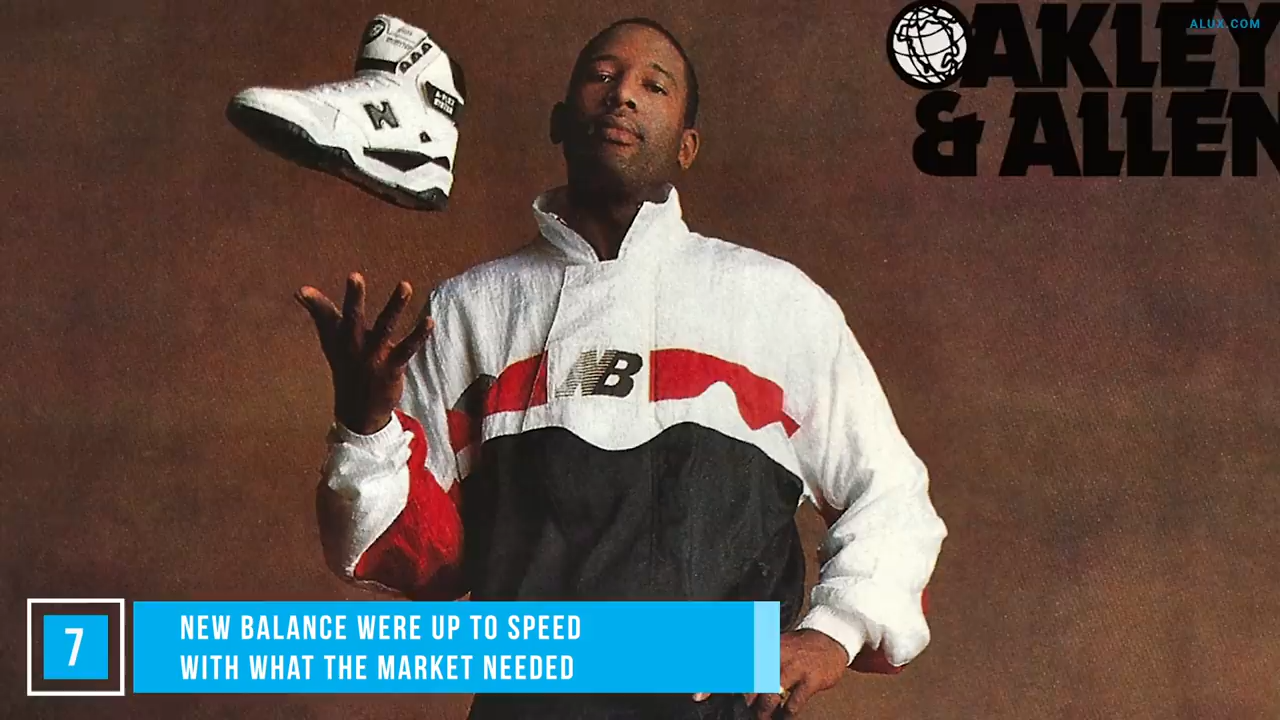 ALUX.COM
OAKLEY
& ALLEN
N
NB
7
NEW BALANCE WERE UP TO SPEED
WITH WHAT THE MARKET NEEDED